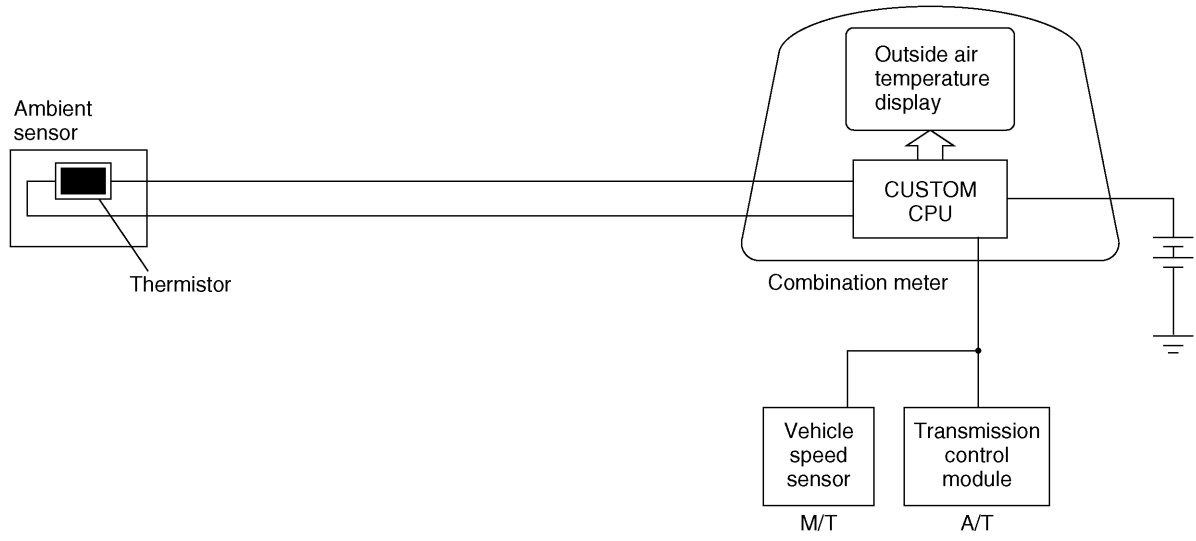 Outside air
temperature
display
Ambient
sensor
CUSTOM
CPU
Thermistor
Combination meter
Vehicle
speed
sensor
Transmission
control
module
M/T
A/T